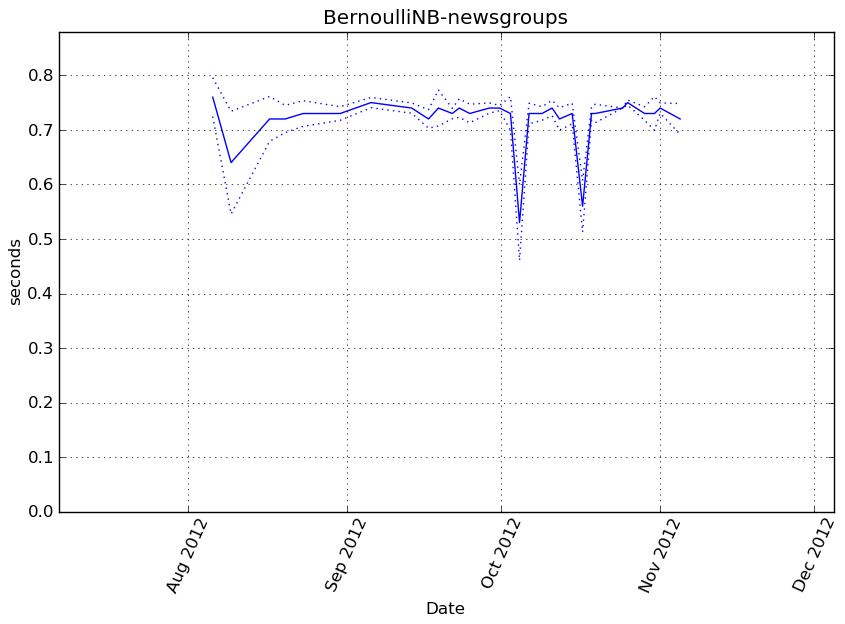 BernoulliNB-newsgroups
0.8
0.7
0.6
0.5
0.4
0.3
0.2
0.1
0.0
seconds
Aug 2012
Sep 2012
Oct 2012
Nov 2012
Dec 2012
Date